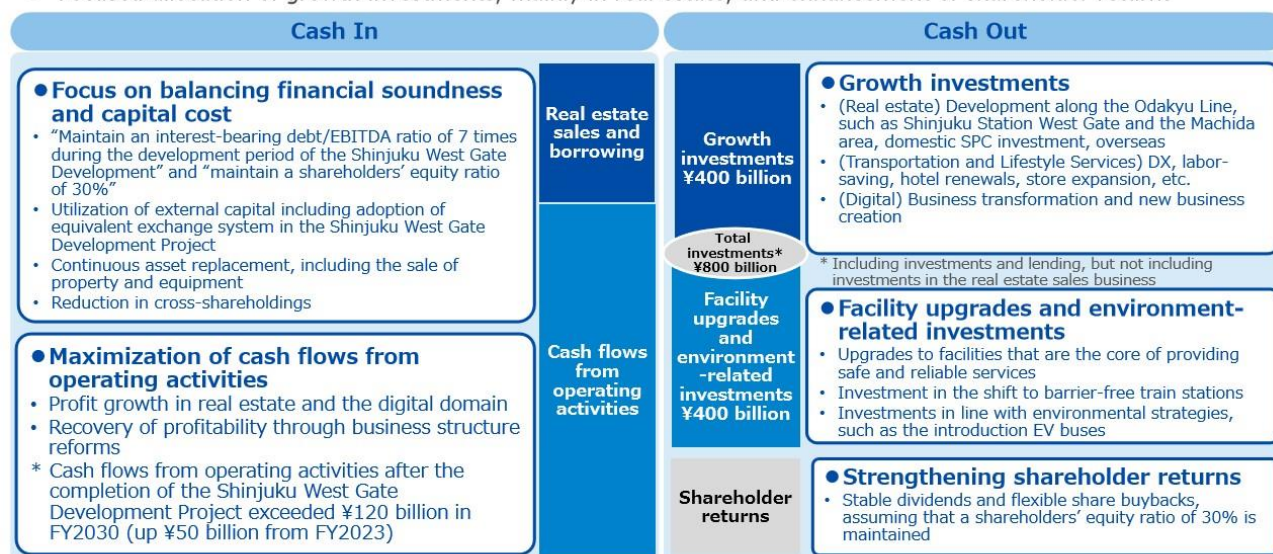 Cash In
● Focus on balancing financial soundness
and capital cost
• "Maintain an interest-bearing debt/EBITDA ratio of 7 times
during the development period of the Shinjuku West Gate
Development" and "maintain a shareholders' equity ratio
of 30%"
• Utilization of external capital including adoption of
equivalent exchange system in the Shinjuku West Gate
Development Project
• Continuous asset replacement, including the sale of
property and equipment
• Reduction in cross-shareholdings
● Maximization of cash flows from
operating activities
• Profit growth in real estate and the digital domain
• Recovery of profitability through business structure
reforms
* Cash flows from operating activities after the
completion of the Shinjuku West Gate
Development Project exceeded ¥120 billion in
FY2030 (up ¥50 billion from FY2023)
Real estate
sales and
borrowing
Cash flows
from
operating
activities
Cash Out
Growth
investments
¥400 billion
Total
investments*
¥800 billion
Facility
upgrades
and
environment
-related
investments
¥400 billion
Shareholder
returns
● Growth investments
• (Real estate) Development along the Odakyu Line,
such as Shinjuku Station West Gate and the Machida
area, domestic SPC investment, overseas
• (Transportation and Lifestyle Services) DX, labor-
saving, hotel renewals, store expansion, etc.
• (Digital) Business transformation and new business
creation
* Including investments and lending, but not including
investments in the real estate sales business
● Facility upgrades and environment-
related investments
• Upgrades to facilities that are the core of providing
safe and reliable services
• Investment in the shift to barrier-free train stations
• Investments in line with environmental strategies,
such as the introduction EV buses
● Strengthening shareholder returns
• Stable dividends and flexible share buybacks,
assuming that a shareholders' equity ratio of 30% is
maintained